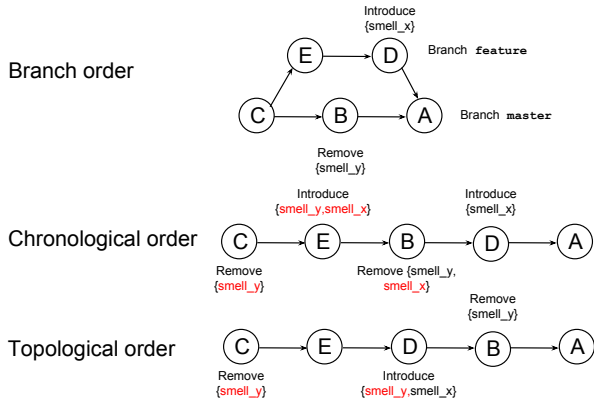 Introduce
{smell_x}
E
D
Branch feature
Branch order
C
B
A
Branch master
Remove
{smell_y}
Introduce
{smell_y,smell_x}
Introduce
{smell_x}
Chronological order
C
E
B
D
A
Remove
{smell_y}
Remove {smell_y,
smell_x}
Remove
{smell_y}
Topological order
C
E
D
B
A
Remove
{smell_y}
Introduce
{smell_y,smell_x}